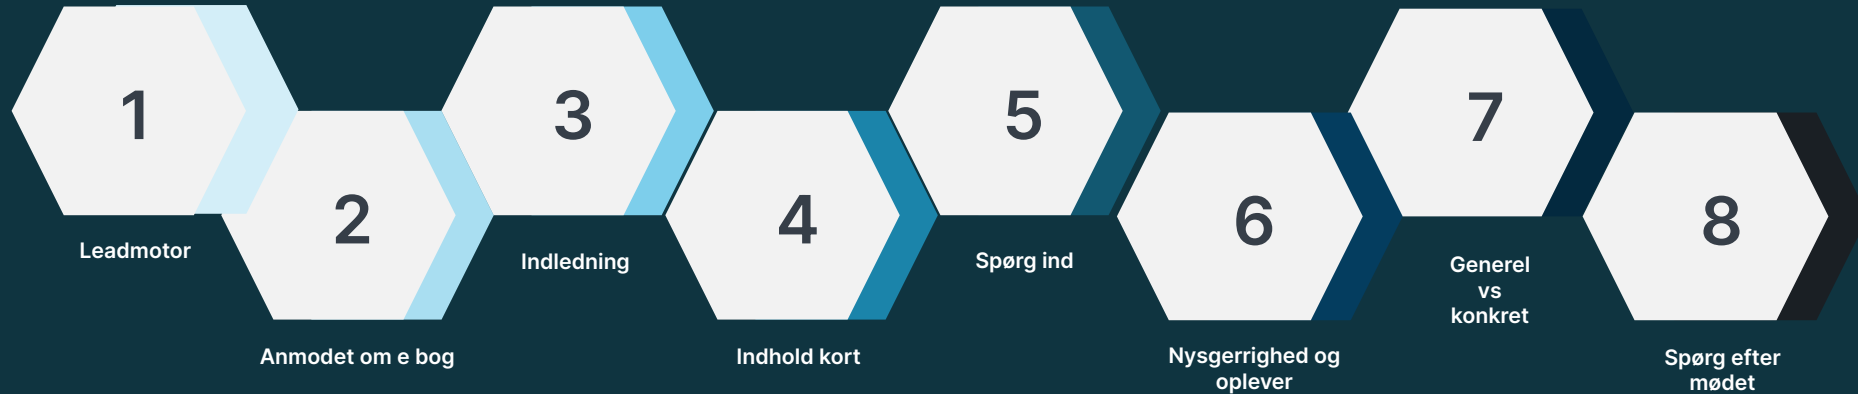 1
Leadmotor
2
Anmodet om e bog
3
Indledning
4
Indhold kort
5
Spørg ind
6
Nysgerrighed og
oplever
7
Generel
vs
konkret
8
Spørg efter
mødet